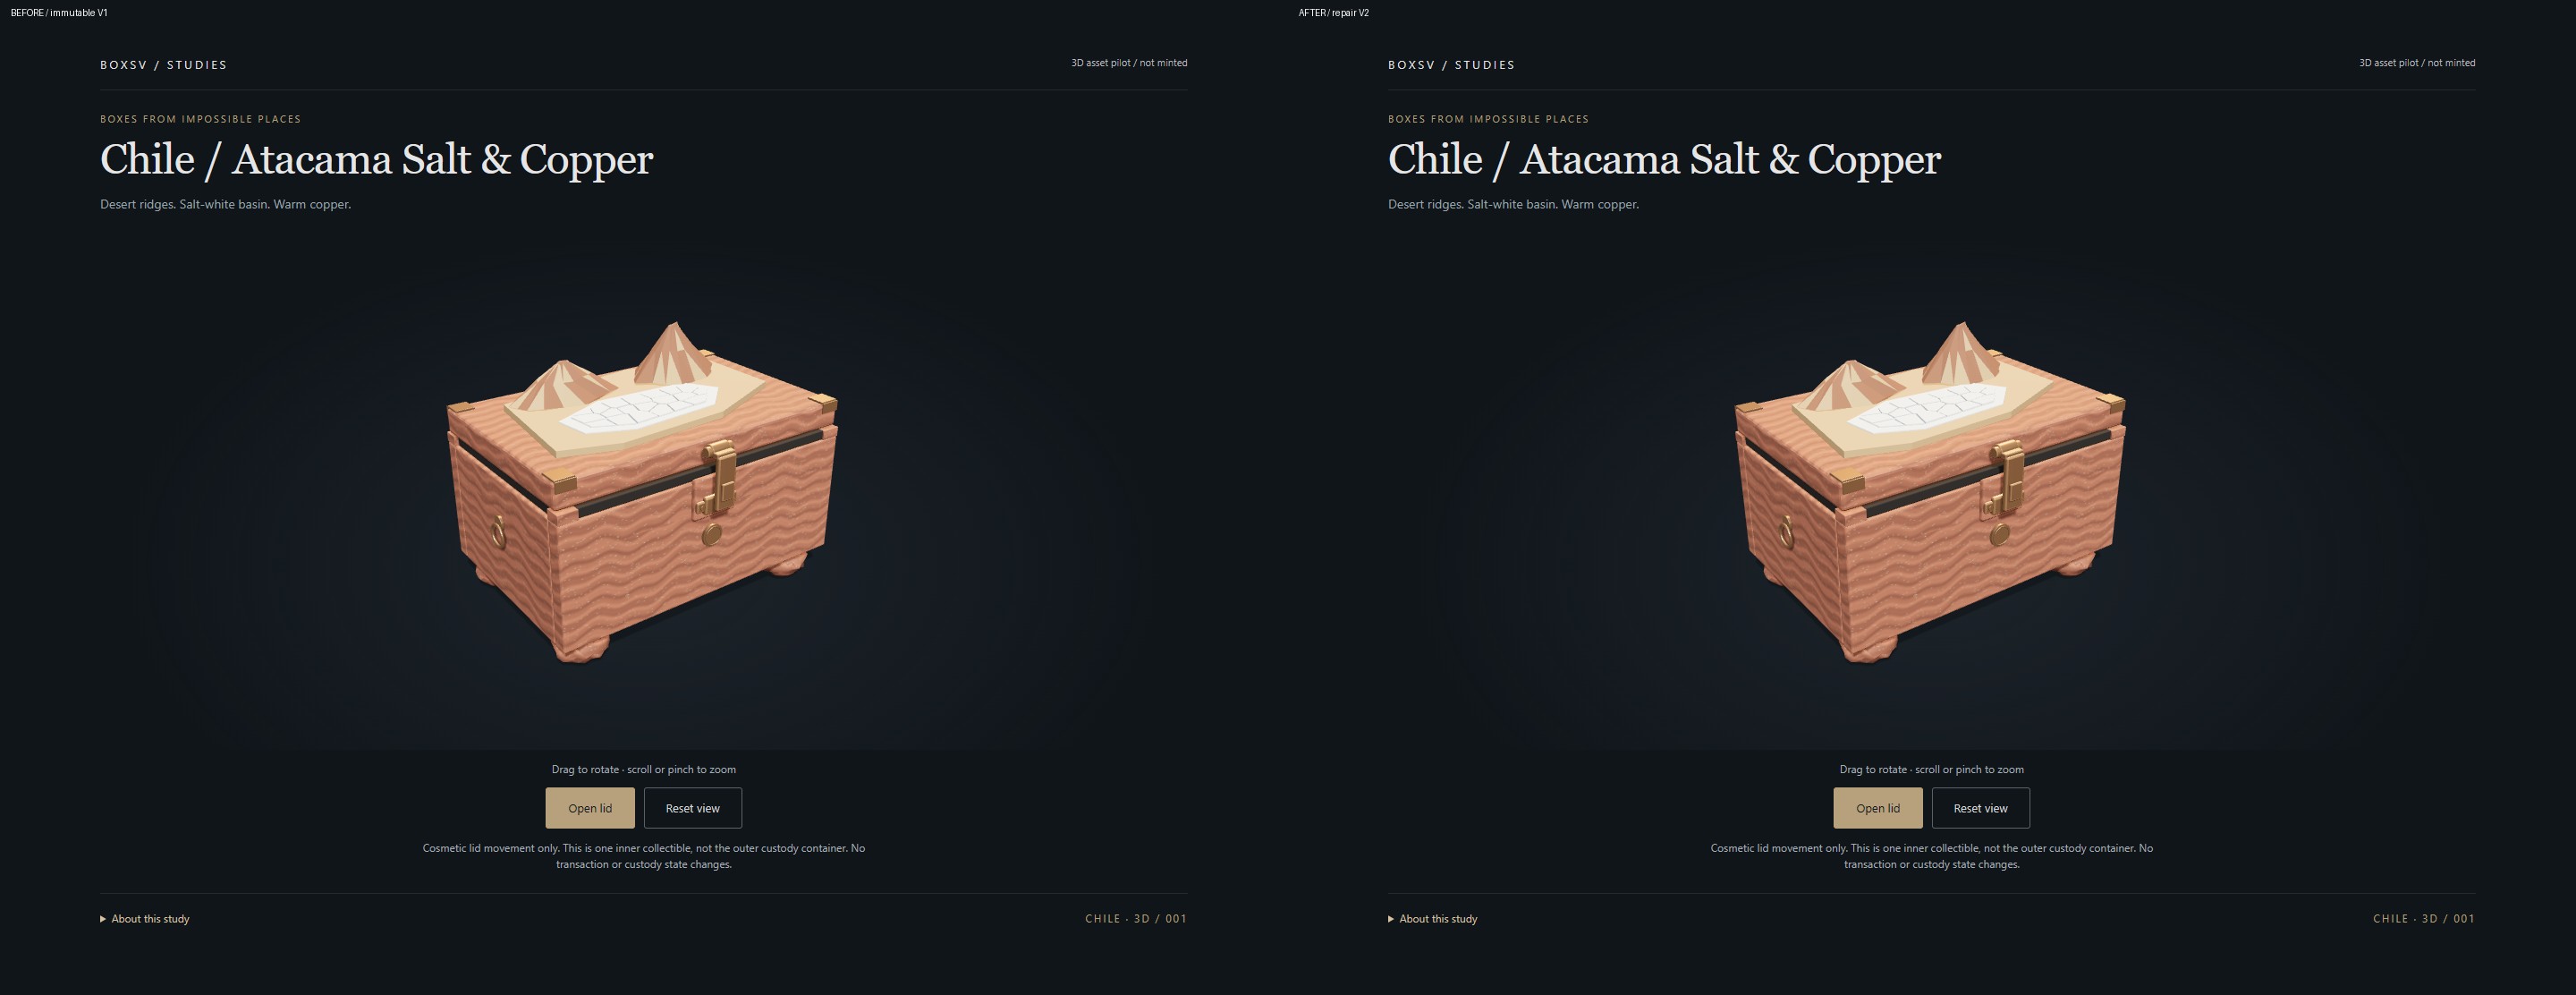 BEFORE / immutable V1
BOXSV / STUDIES
3D asset pilot / not minted
BOXES FROM IMPOSSIBLE PLACES
Chile / Atacama Salt & Copper
Desert ridges. Salt-white basin. Warm copper.
Drag to rotate · scroll or pinch to zoom
Open lid
Reset view
Cosmetic lid movement only. This is one inner collectible, not the outer custody container. No
transaction or custody state changes.
▶ About this study
CHILE · 3D / 001
AFTER / repair V2
BOXSV / STUDIES
3D asset pilot / not minted
BOXES FROM IMPOSSIBLE PLACES
Chile / Atacama Salt & Copper
Desert ridges. Salt-white basin. Warm copper.
Drag to rotate · scroll or pinch to zoom
Open lid
Reset view
Cosmetic lid movement only. This is one inner collectible, not the outer custody container. No
transaction or custody state changes.
▶ About this study
CHILE · 3D / 001